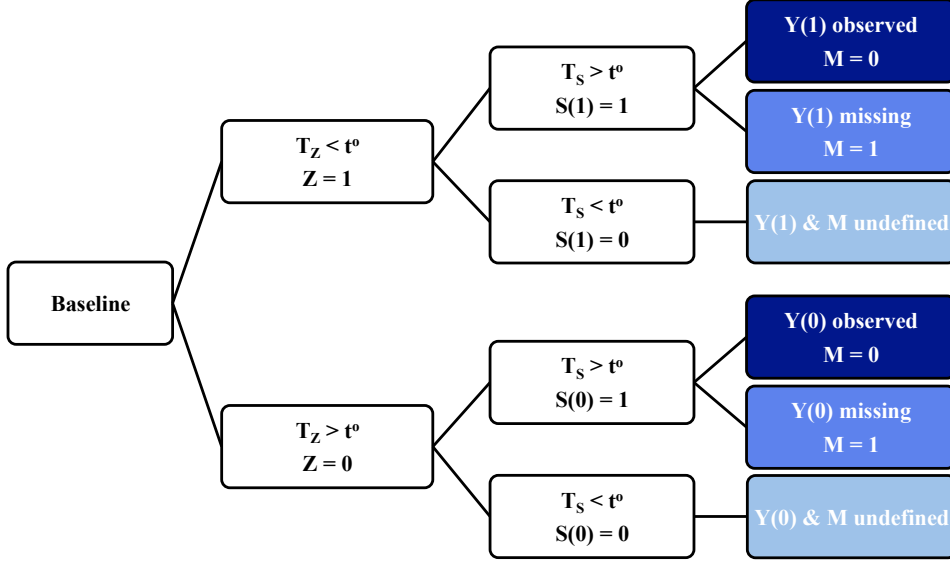 Baseline
T_Z < t°
Z = 1
T_Z > t°
Z = 0
T_S > t°
S(1) = 1
T_S < t°
S(1) = 0
T_S > t°
S(0) = 1
T_S < t°
S(0) = 0
Y(1) observed
M = 0
Y(1) missing
M = 1
Y(1) & M undefined
Y(0) observed
M = 0
Y(0) missing
M = 1
Y(0) & M undefined